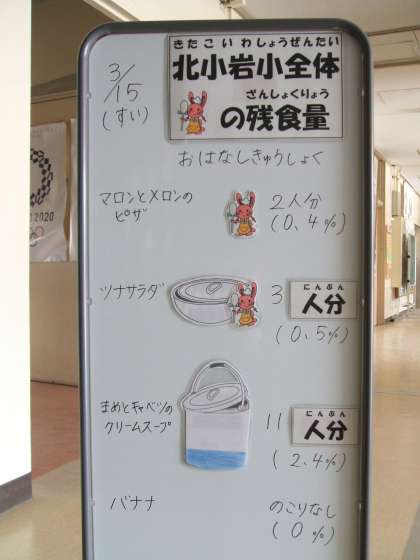 3/15
(すい)
きたこいわしょうぜんたい
北小岩小全体
ざんしょくりょう
の残食量
おはなしきゅうしょく
マロンとメロンの
ピザ
2人分
(0.4%)
ツナサラダ
3
にんぶん
人分
(0.5%)
まめとキャベツの
クリームスープ
11
にんぶん
人分
(2.4%)
バナナ
のこりなし
(0%)
2020